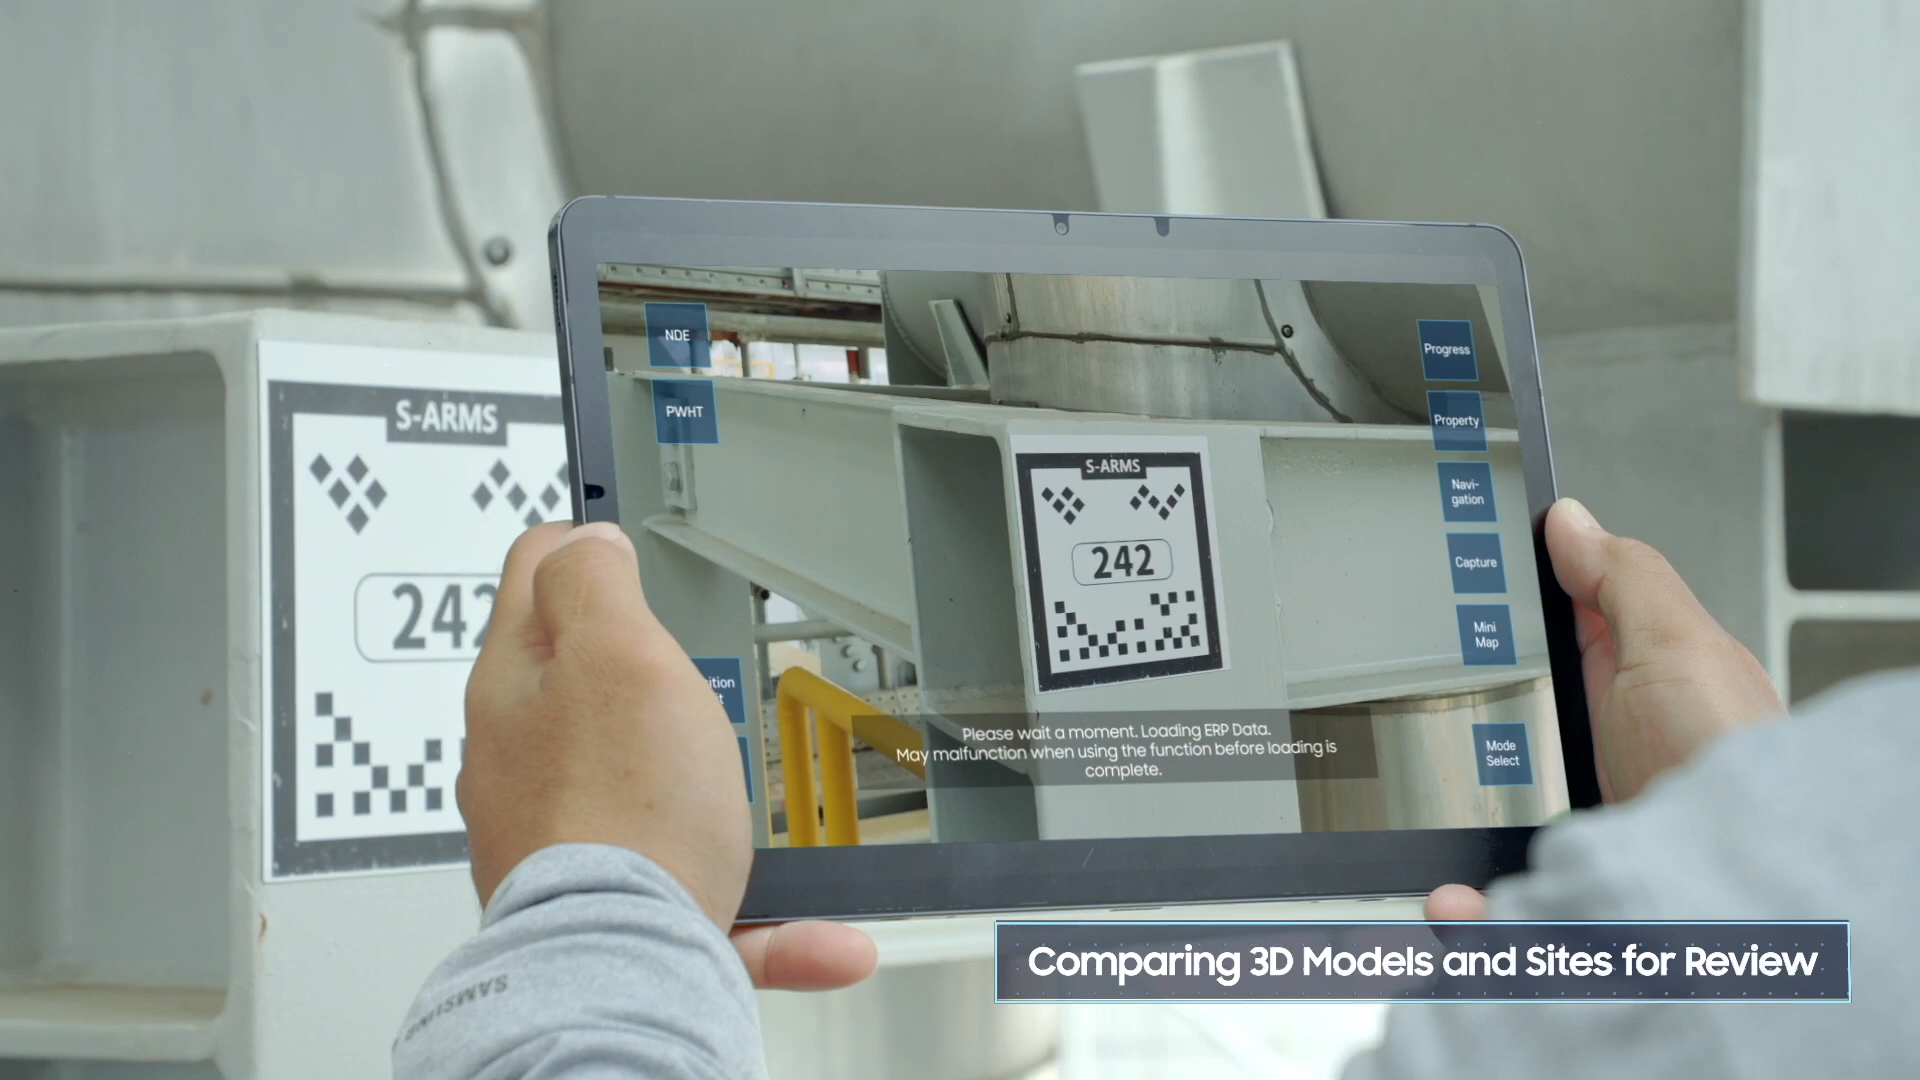 S-ARMS
242
NDE
PWHT
S-ARMS
242
Progress
Property
Navi-
gation
Capture
Mini
Map
Mode
Select
Please wait a moment. Loading ERP Data.
May malfunction when using the function before loading is
complete.
SAMSUNG
Comparing 3D Models and Sites for Review